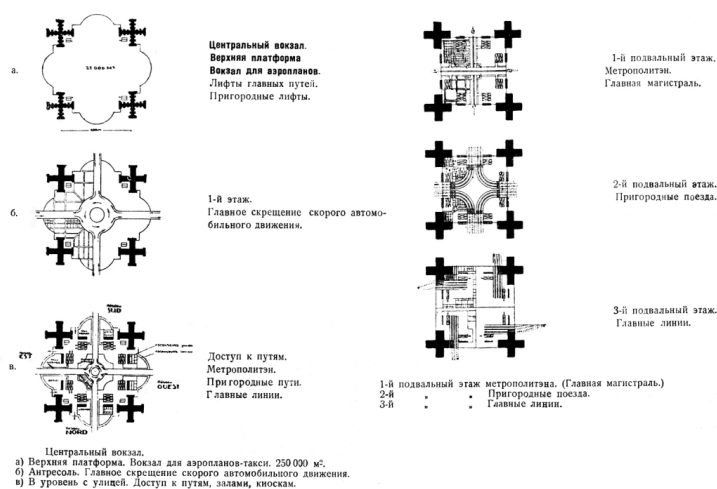 а.
Центральный вокзал.
Верхняя платформа
Вокзал для аэропланов.
Лифты главных путей.
Пригородные лифты.
б.
1-й этаж.
Главное скрещение скорого автомо-
бильного движения.
в.
SUD
EST
OUEST
NORD
Доступ к путям.
Метрополитэн.
Пригородные пути.
Главные линии.
Центральный вокзал.
а) Верхняя платформа. Вокзал для аэропланов-такси. 250 000 м².
б) Антресоль. Главное скрещение скорого автомобильного движения.
в) В уровень с улицей. Доступ к путям, залами, киоскам.
1-й подвальный этаж.
Метрополитэн.
Главная магистраль.
2-й подвальный этаж.
Пригородные поезда.
3-й подвальный этаж.
Главные линии.
1-й подвальный этаж метрополитэна. (Главная магистраль.)
2-й „ „ Пригородные поезда.
3-й „ „ Главные линии.